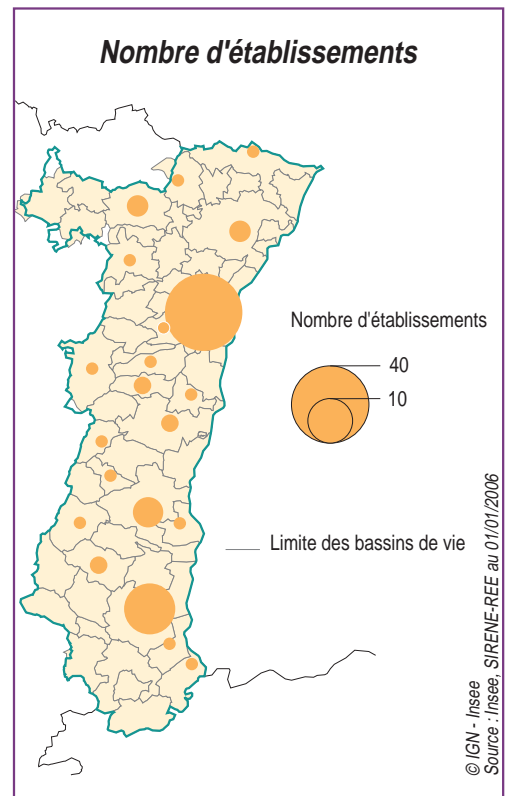 Nombre d'établissements
Nombre d'établissements
40
10
Limite des bassins de vie
© IGN - Insee
Source : Insee, SIRENE-REE au 01/01/2006